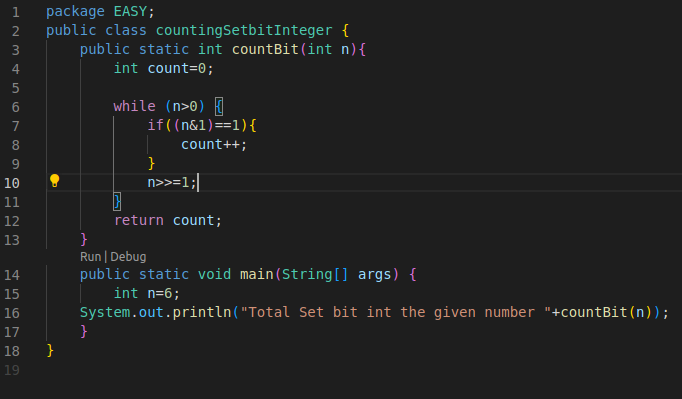 1 package EASY;
2 public class countingSetbitInteger {
3     public static int countBit(int n){
4         int count=0;
5
6         while (n>0) {
7             if((n&1)==1){
8                 count++;
9             }
10             n>>=1;
11         }
12         return count;
13     }
Run | Debug
14     public static void main(String[] args) {
15         int n=6;
16     System.out.println("Total Set bit int the given number "+countBit(n));
17     }
18 }
19